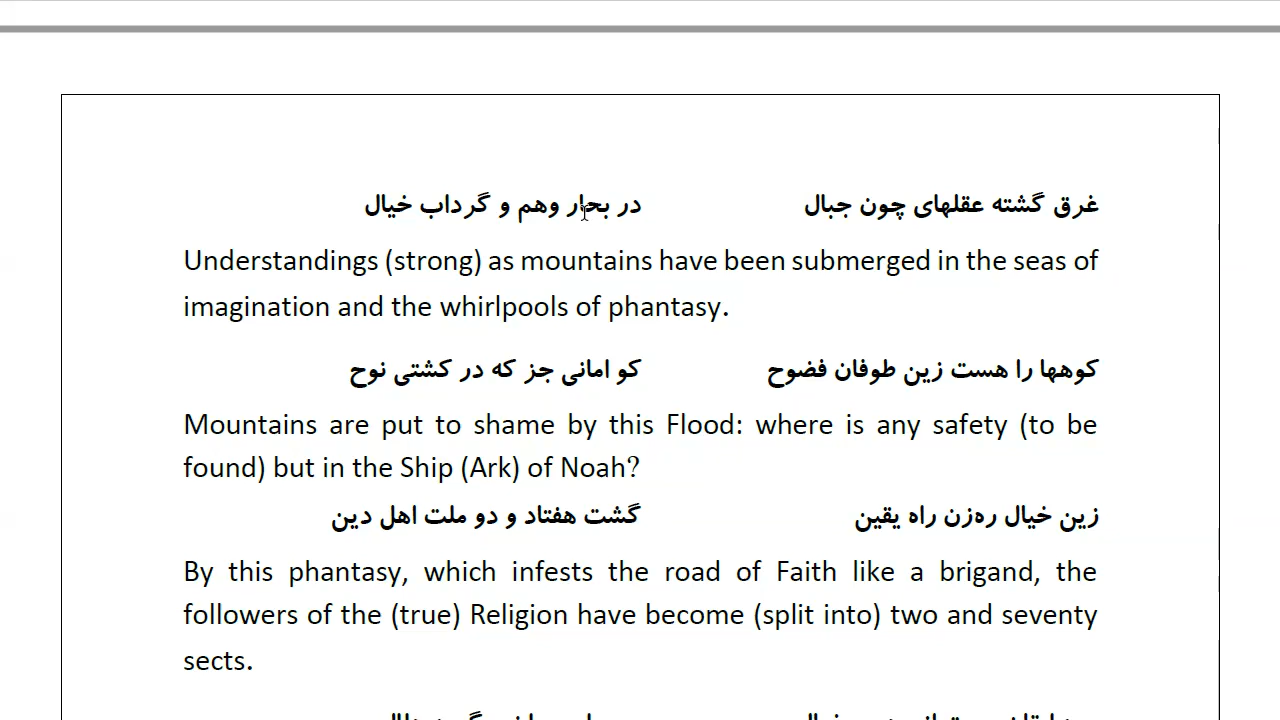 غرق گشته عقلهای چون جبال در بحار وهم و گرداب خیال
Understandings (strong) as mountains have been submerged in the seas of
imagination and the whirlpools of phantasy.
کوهها را هست زین طوفان فضوح کو امانی جز که در کشتی نوح
Mountains are put to shame by this Flood: where is any safety (to be
found) but in the Ship (Ark) of Noah?
زین خیال رهزن راه یقین گشت هفتاد و دو ملت اهل دین
By this phantasy, which infests the road of Faith like a brigand, the
followers of the (true) Religion have become (split into) two and seventy
sects.